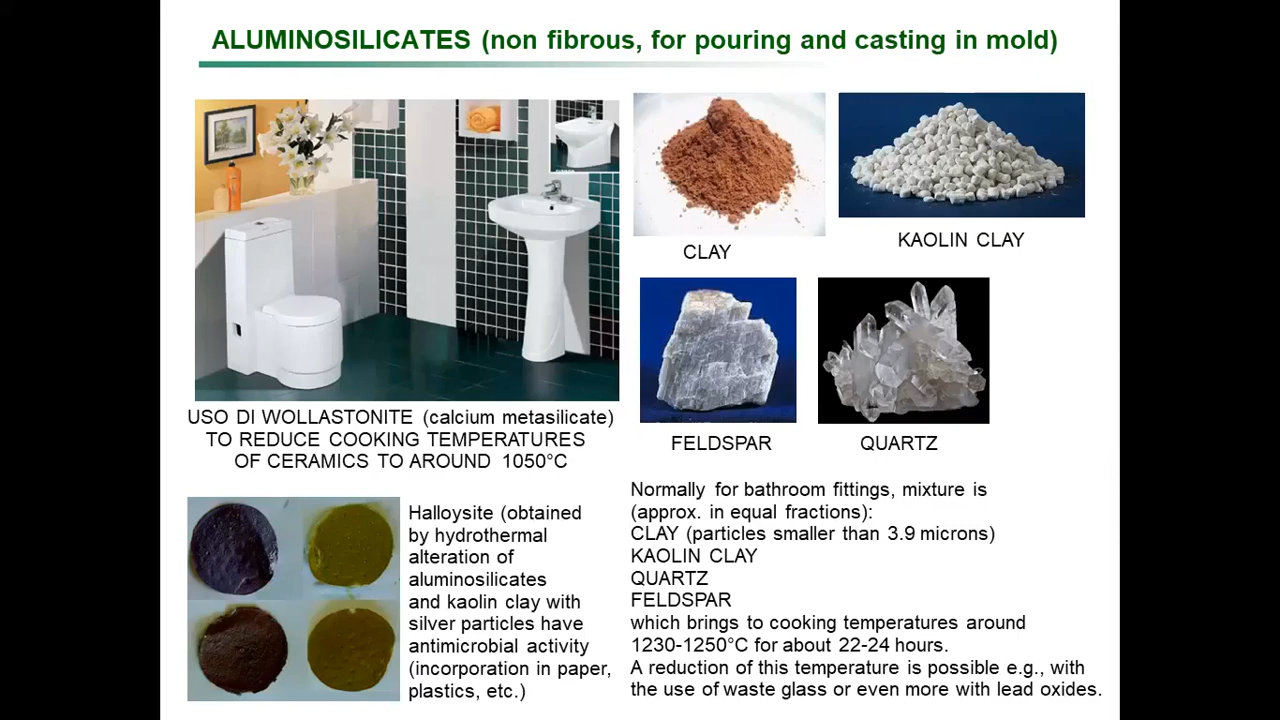 ALUMINOSILICATES (non fibrous, for pouring and casting in mold)
CLAY
KAOLIN CLAY
FELDSPAR
QUARTZ
USO DI WOLLASTONITE (calcium metasilicate)
TO REDUCE COOKING TEMPERATURES
OF CERAMICS TO AROUND 1050°C
Halloysite (obtained
by hydrothermal
alteration of
aluminosilicates
and kaolin clay with
silver particles have
antimicrobial activity
(incorporation in paper,
plastics, etc.)
Normally for bathroom fittings, mixture is
(approx. in equal fractions):
CLAY (particles smaller than 3.9 microns)
KAOLIN CLAY
QUARTZ
FELDSPAR
which brings to cooking temperatures around
1230-1250°C for about 22-24 hours.
A reduction of this temperature is possible e.g., with
the use of waste glass or even more with lead oxides.